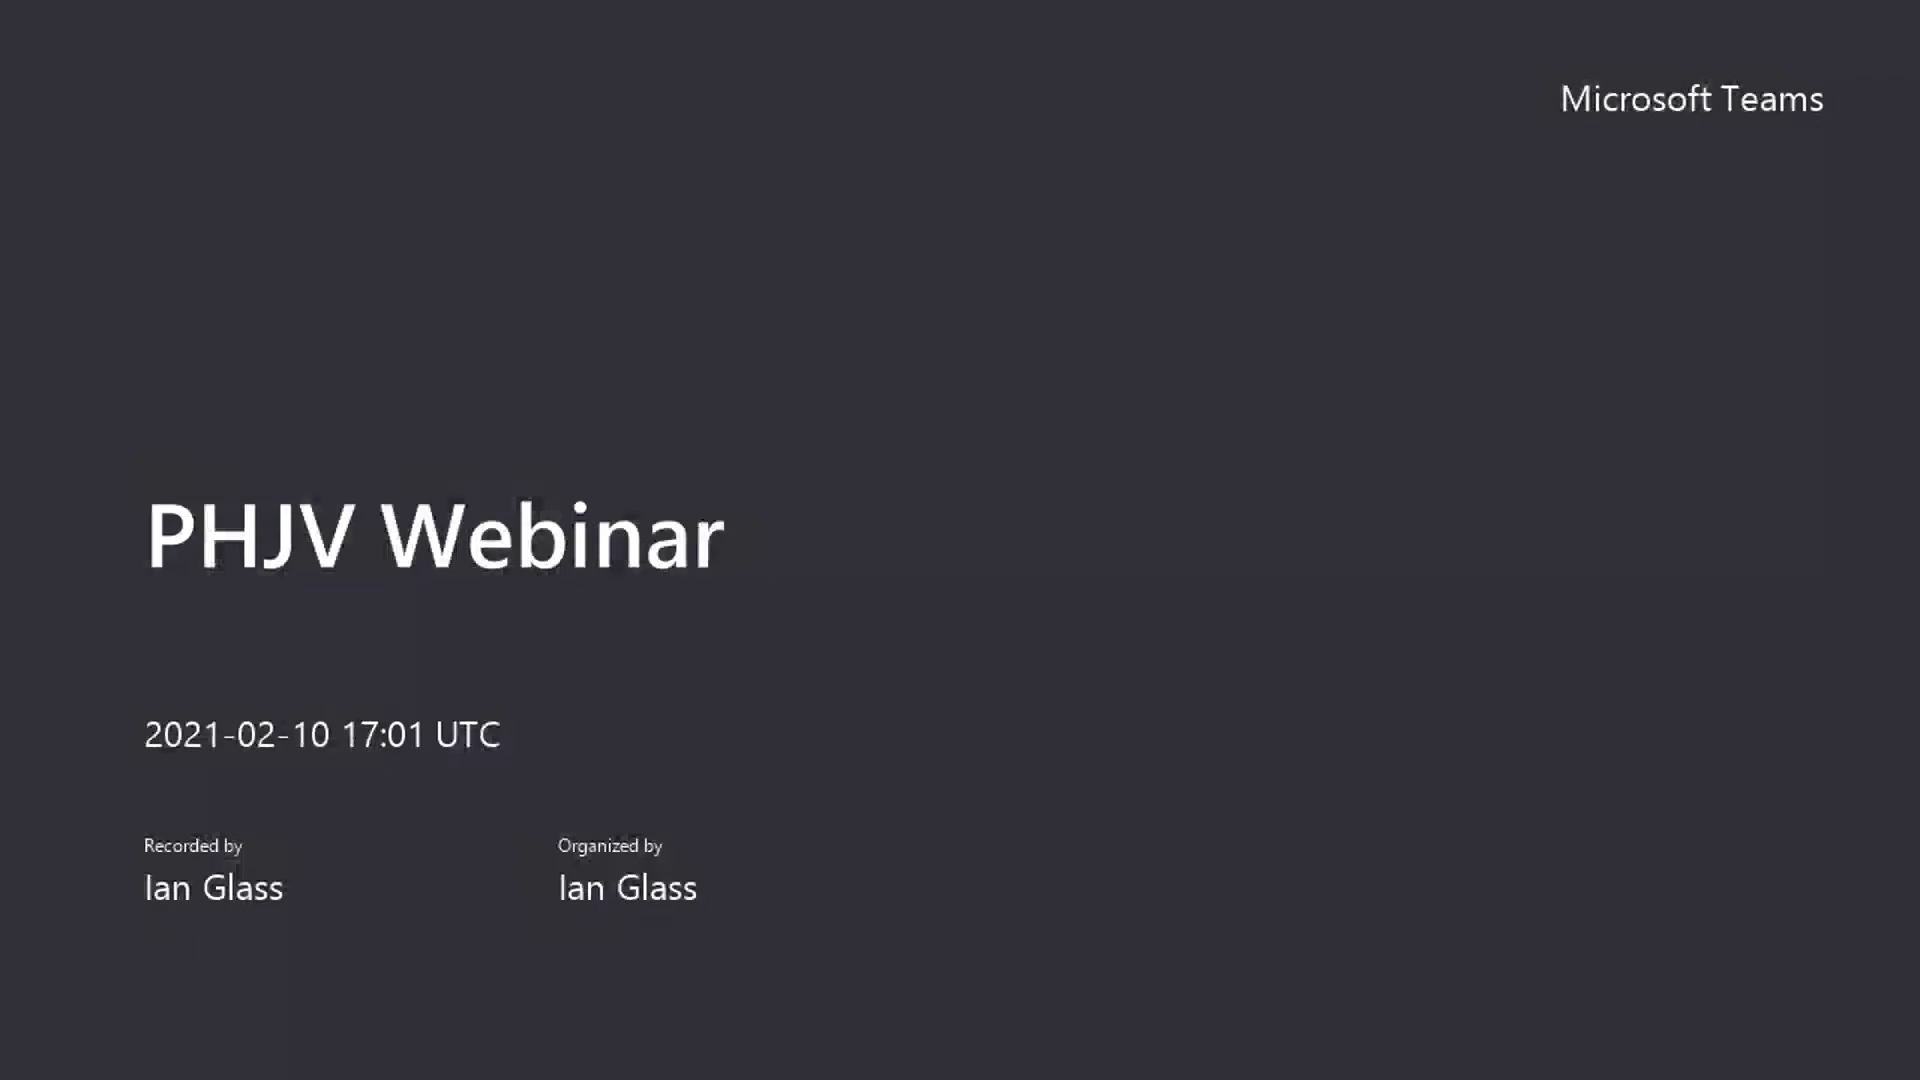 Microsoft Teams
PHJV Webinar
2021-02-10 17:01 UTC
Recorded by
Ian Glass
Organized by
Ian Glass